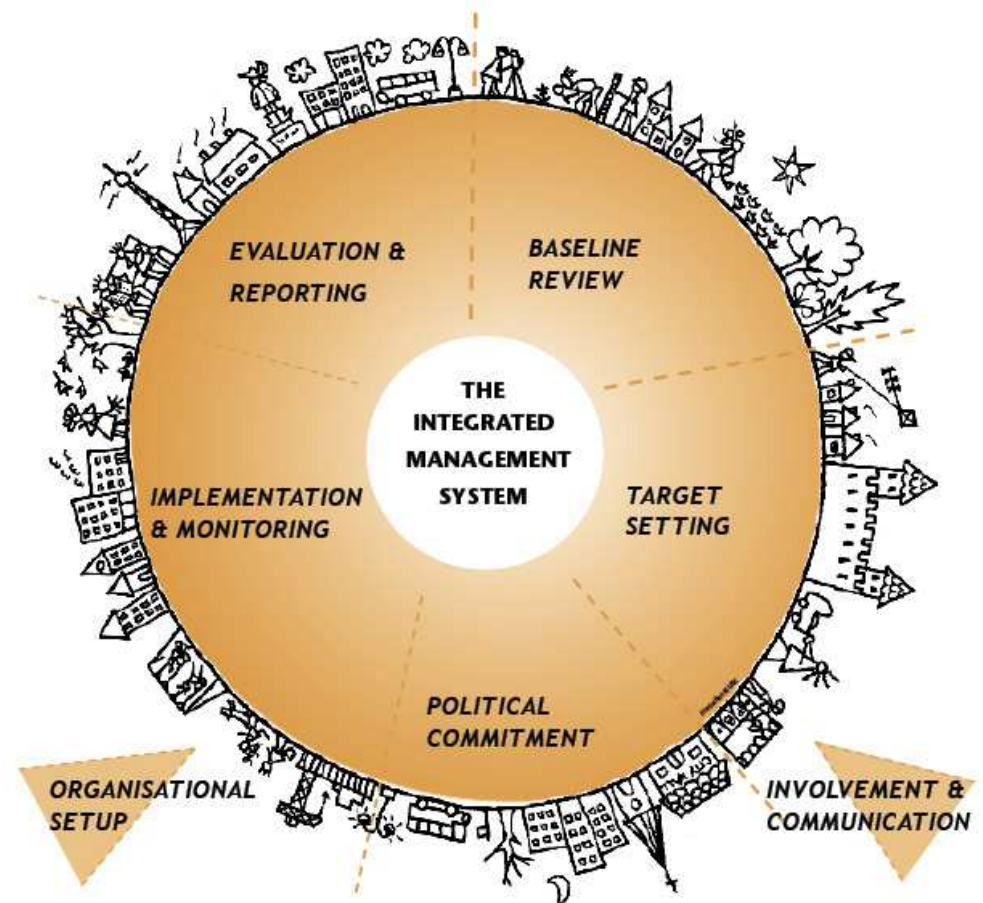 EVALUATION &
REPORTING
BASELINE
REVIEW
THE
INTEGRATED
MANAGEMENT
SYSTEM
IMPLEMENTATION
& MONITORING
TARGET
SETTING
POLITICAL
COMMITMENT
ORGANISATIONAL
SETUP
INVOLVEMENT &
COMMUNICATION